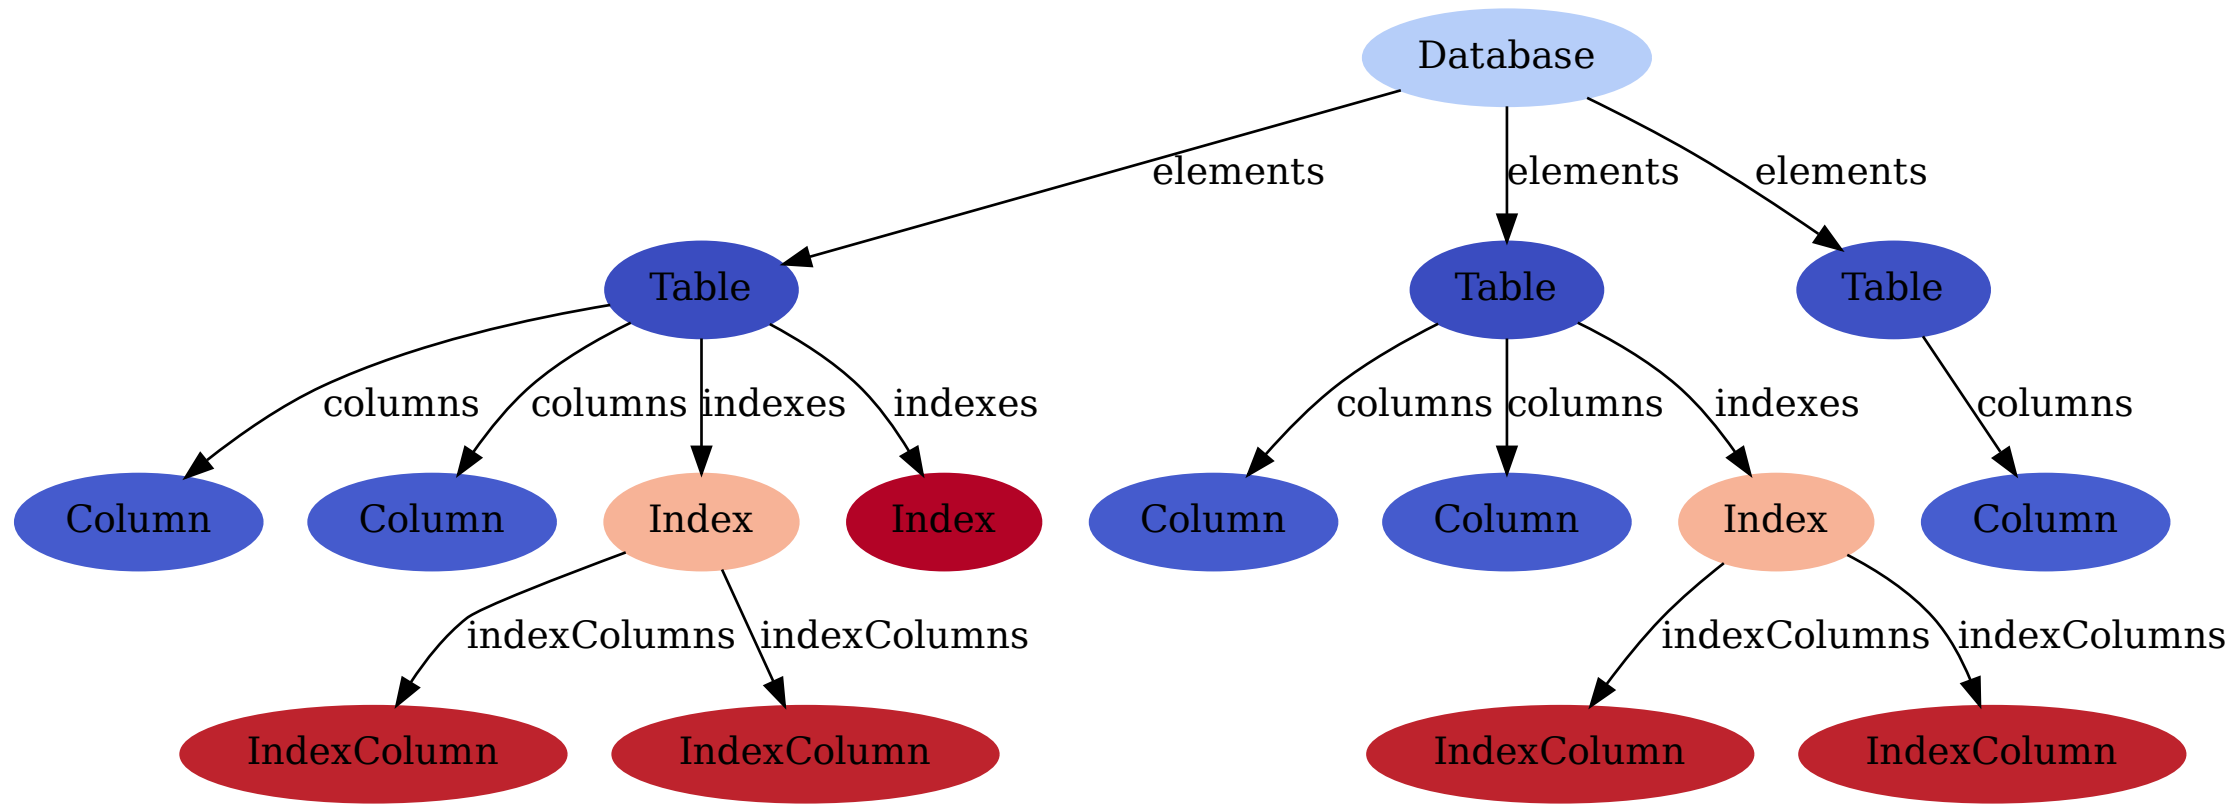 Database
elements
elements
elements
Table
Table
Table
columns
columns
indexes
indexes
columns
columns
indexes
columns
Column
Column
Index
Index
Column
Column
Index
Column
indexColumns
indexColumns
indexColumns
indexColumns
IndexColumn
IndexColumn
IndexColumn
IndexColumn